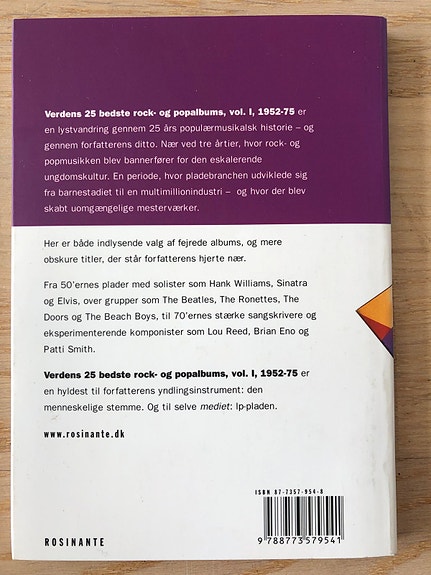 Verdens 25 bedste rock- og popalbums, vol. I, 1952-75 er
en lystvandring gennem 25 års populærmusikalsk historie – og
gennem forfatterens ditto. Nær ved tre årtier, hvor rock- og
popmusikken blev bannerfører for den eskalerende
ungdomskultur. En periode, hvor pladebranchen udviklede sig
fra barnestadiet til en multimillionindustri – og hvor der blev
skabt uomgængelige mesterværker.
Her er både indlysende valg af fejrede albums, og mere
obskure titler, der står forfatterens hjerte nær.
Fra 50'ernes plader med solister som Hank Williams, Sinatra
og Elvis, over grupper som The Beatles, The Ronettes, The
Doors og The Beach Boys, til 70'ernes stærke sangskrivere og
eksperimenterende komponister som Lou Reed, Brian Eno og
Patti Smith.
Verdens 25 bedste rock- og popalbums, vol. I, 1952-75 er
en hyldest til forfatterens yndlingsinstrument: den
menneskelige stemme. Og til selve mediet: lp-pladen.
www.rosinante.dk
ISBN 87-7357-954-8
9 788773 579541
ROSINANTE